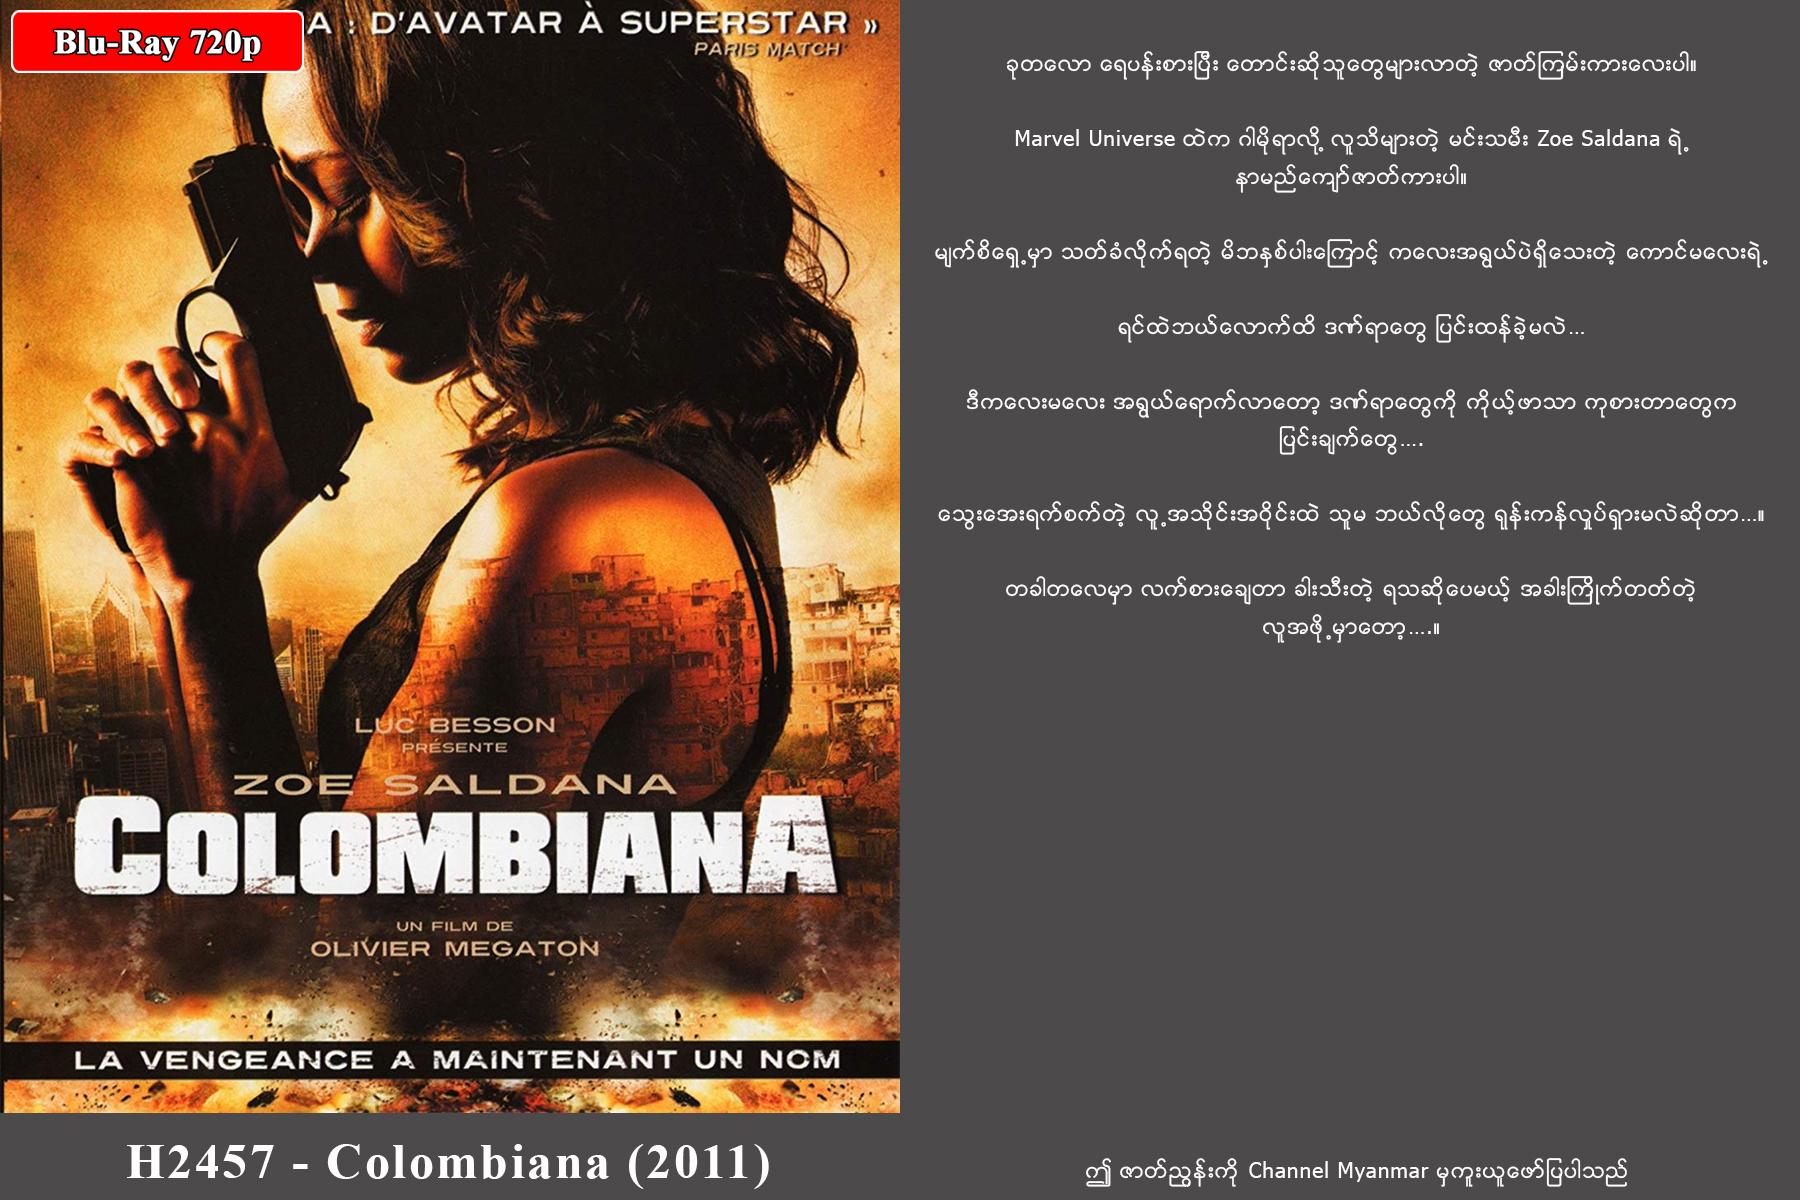 Blu-Ray 720p
A : D'AVATAR À SUPERSTAR »
PARIS MATCH
LUC BESSON
PRÉSENTE
ZOE SALDANA
COLOMBIANA
UN FILM DE
OLIVIER MEGATON
LA VENGEANCE A MAINTENANT UN NOM
H2457 - Colombiana (2011)
ခုတလော ရေပန်းစားပြီး တောင်းဆိုသူတွေများလာတဲ့ ဇာတ်ကြမ်းကားလေးပါ။
Marvel Universe ထဲက ဂါမိုရာလို့ လူသိများတဲ့ မင်းသမီး Zoe Saldana ရဲ့
နာမည်ကျော်ဇာတ်ကားပါ။
မျက်စိရှေ့မှာ သတ်ခံလိုက်ရတဲ့ မိဘနှစ်ပါးကြောင့် ကလေးအရွယ်ပဲရှိသေးတဲ့ ကောင်မလေးရဲ့
ရင်ထဲဘယ်လောက်ထိ ဒဏ်ရာတွေ ပြင်းထန်ခဲ့မလဲ...
ဒီကလေးမလေး အရွယ်ရောက်လာတော့ ဒဏ်ရာတွေကို ကိုယ့်ဖာသာ ကုစားတာတွေက
ပြင်းချက်တွေ....
သွေးအေးရက်စက်တဲ့ လူ့အသိုင်းအဝိုင်းထဲ သူမ ဘယ်လိုတွေ ရုန်းကန်လှုပ်ရှားမလဲဆိုတာ...။
တခါတလေမှာ လက်စားချေတာ ခါးသီးတဲ့ ရသဆိုပေမယ့် အခါးကြိုက်တတ်တဲ့
လူအဖို့မှာတော့....။
ဤ ဇာတ်ညွှန်းကို Channel Myanmar မှကူးယူဖော်ပြပါသည်